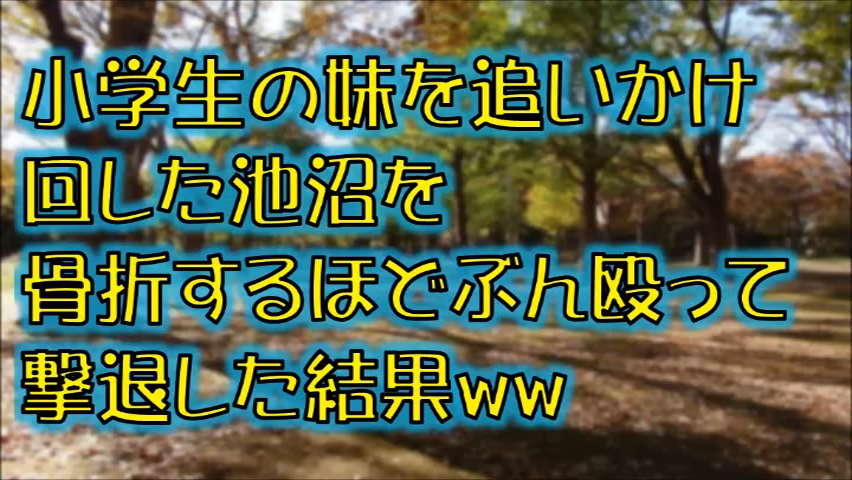 小学生の妹を追いかけ
回した池沼を
骨折するほどぶん殴って
撃退した結果ww